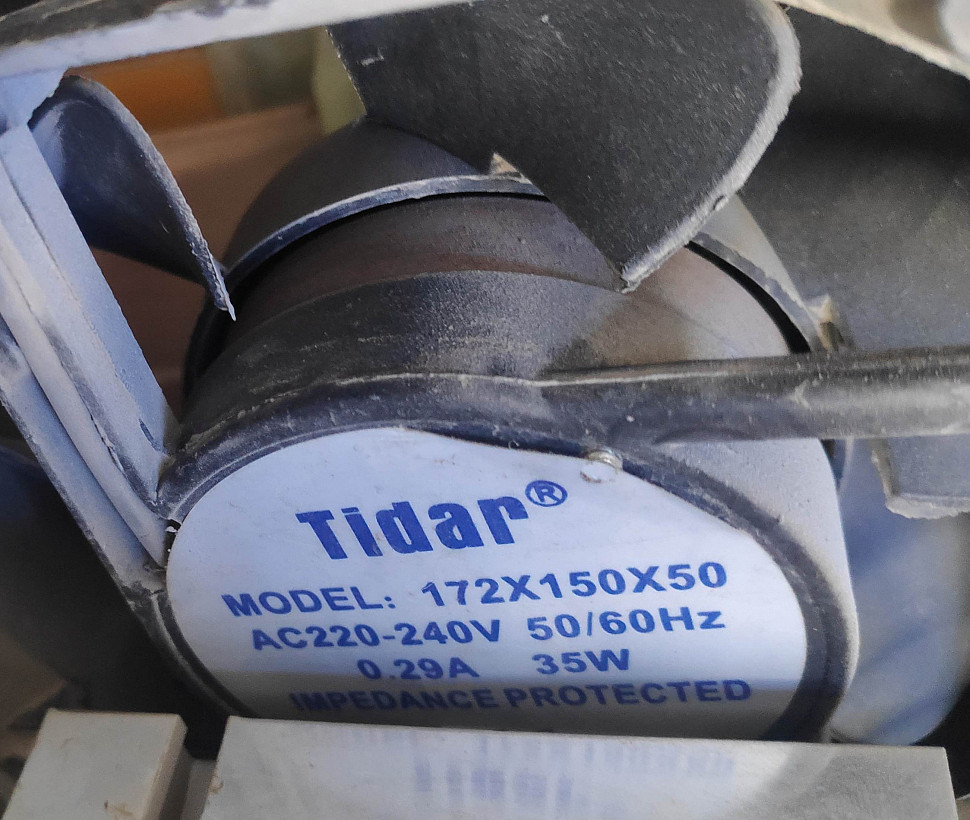 Tidar®
MODEL: 172X150X50
AC220-240V 50/60Hz
0.29A 35W
IMPEDANCE PROTECTED